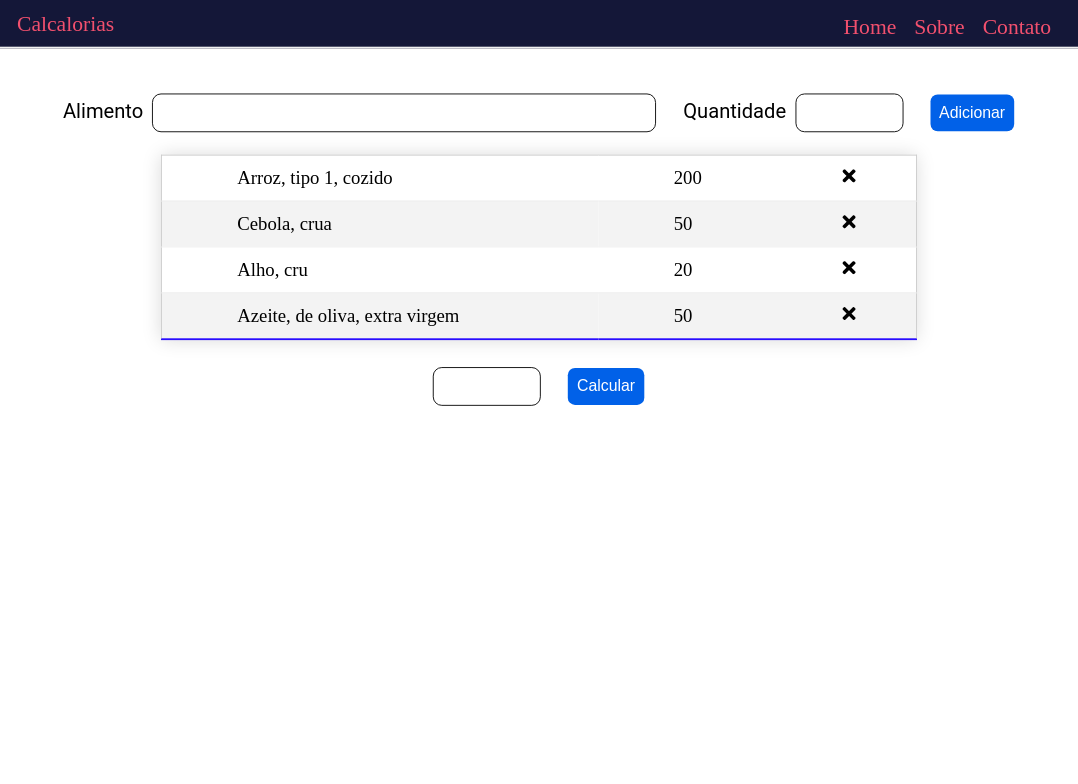 Calcalorias Home Sobre Contato
Alimento Quantidade Adicionar
Arroz, tipo 1, cozido 200
Cebola, crua 50
Alho, cru 20
Azeite, de oliva, extra virgem 50
Calcular